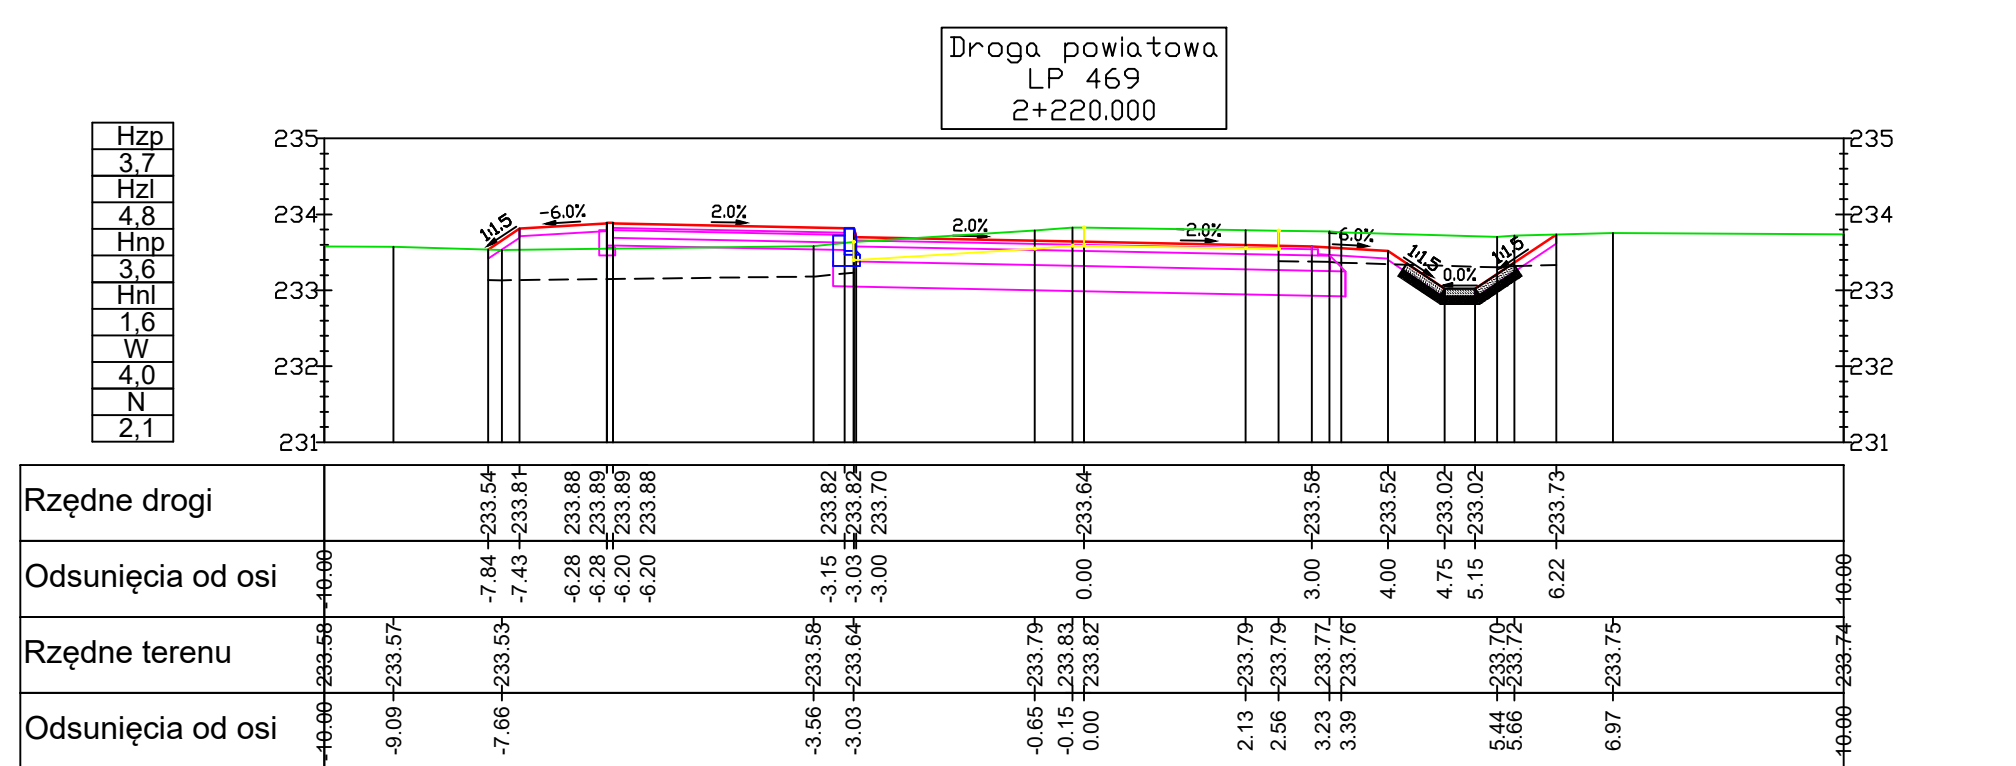 Droga powiatowa
LP 469
2+220.000
Hzp
3,7
Hzl
4,8
Hnp
3,6
Hnl
1,6
W
4,0
N
2,1
235
234
233
232
231
235
234
233
232
231
1:1.5
-6.0%
2.0%
2.0%
2.0%
-6.0%
1:1.5
0.0%
1:1.5
Rzędne drogi
233.54 233.81 233.88 233.89 233.89 233.88 233.82 233.82 233.70 233.64 233.58 233.52 233.02 233.02 233.73
Odsunięcia od osi
-10.00 -7.84 -7.43 -6.28 -6.28 -6.20 -6.20 -3.15 -3.03 -3.00 0.00 3.00 4.00 4.75 5.15 6.22 10.00
Rzędne terenu
233.58 233.57 233.53 233.58 233.64 233.79 233.83 233.82 233.79 233.79 233.77 233.76 233.70 233.72 233.75 233.74
Odsunięcia od osi
-10.00 -9.09 -7.66 -3.56 -3.03 -0.65 -0.15 0.00 2.13 2.56 3.23 3.39 5.44 5.66 6.97 10.00